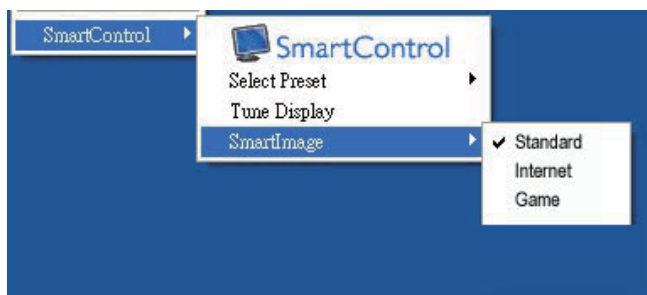 SmartControl
SmartControl
Select Preset
Tune Display
SmartImage
Standard
Internet
Game